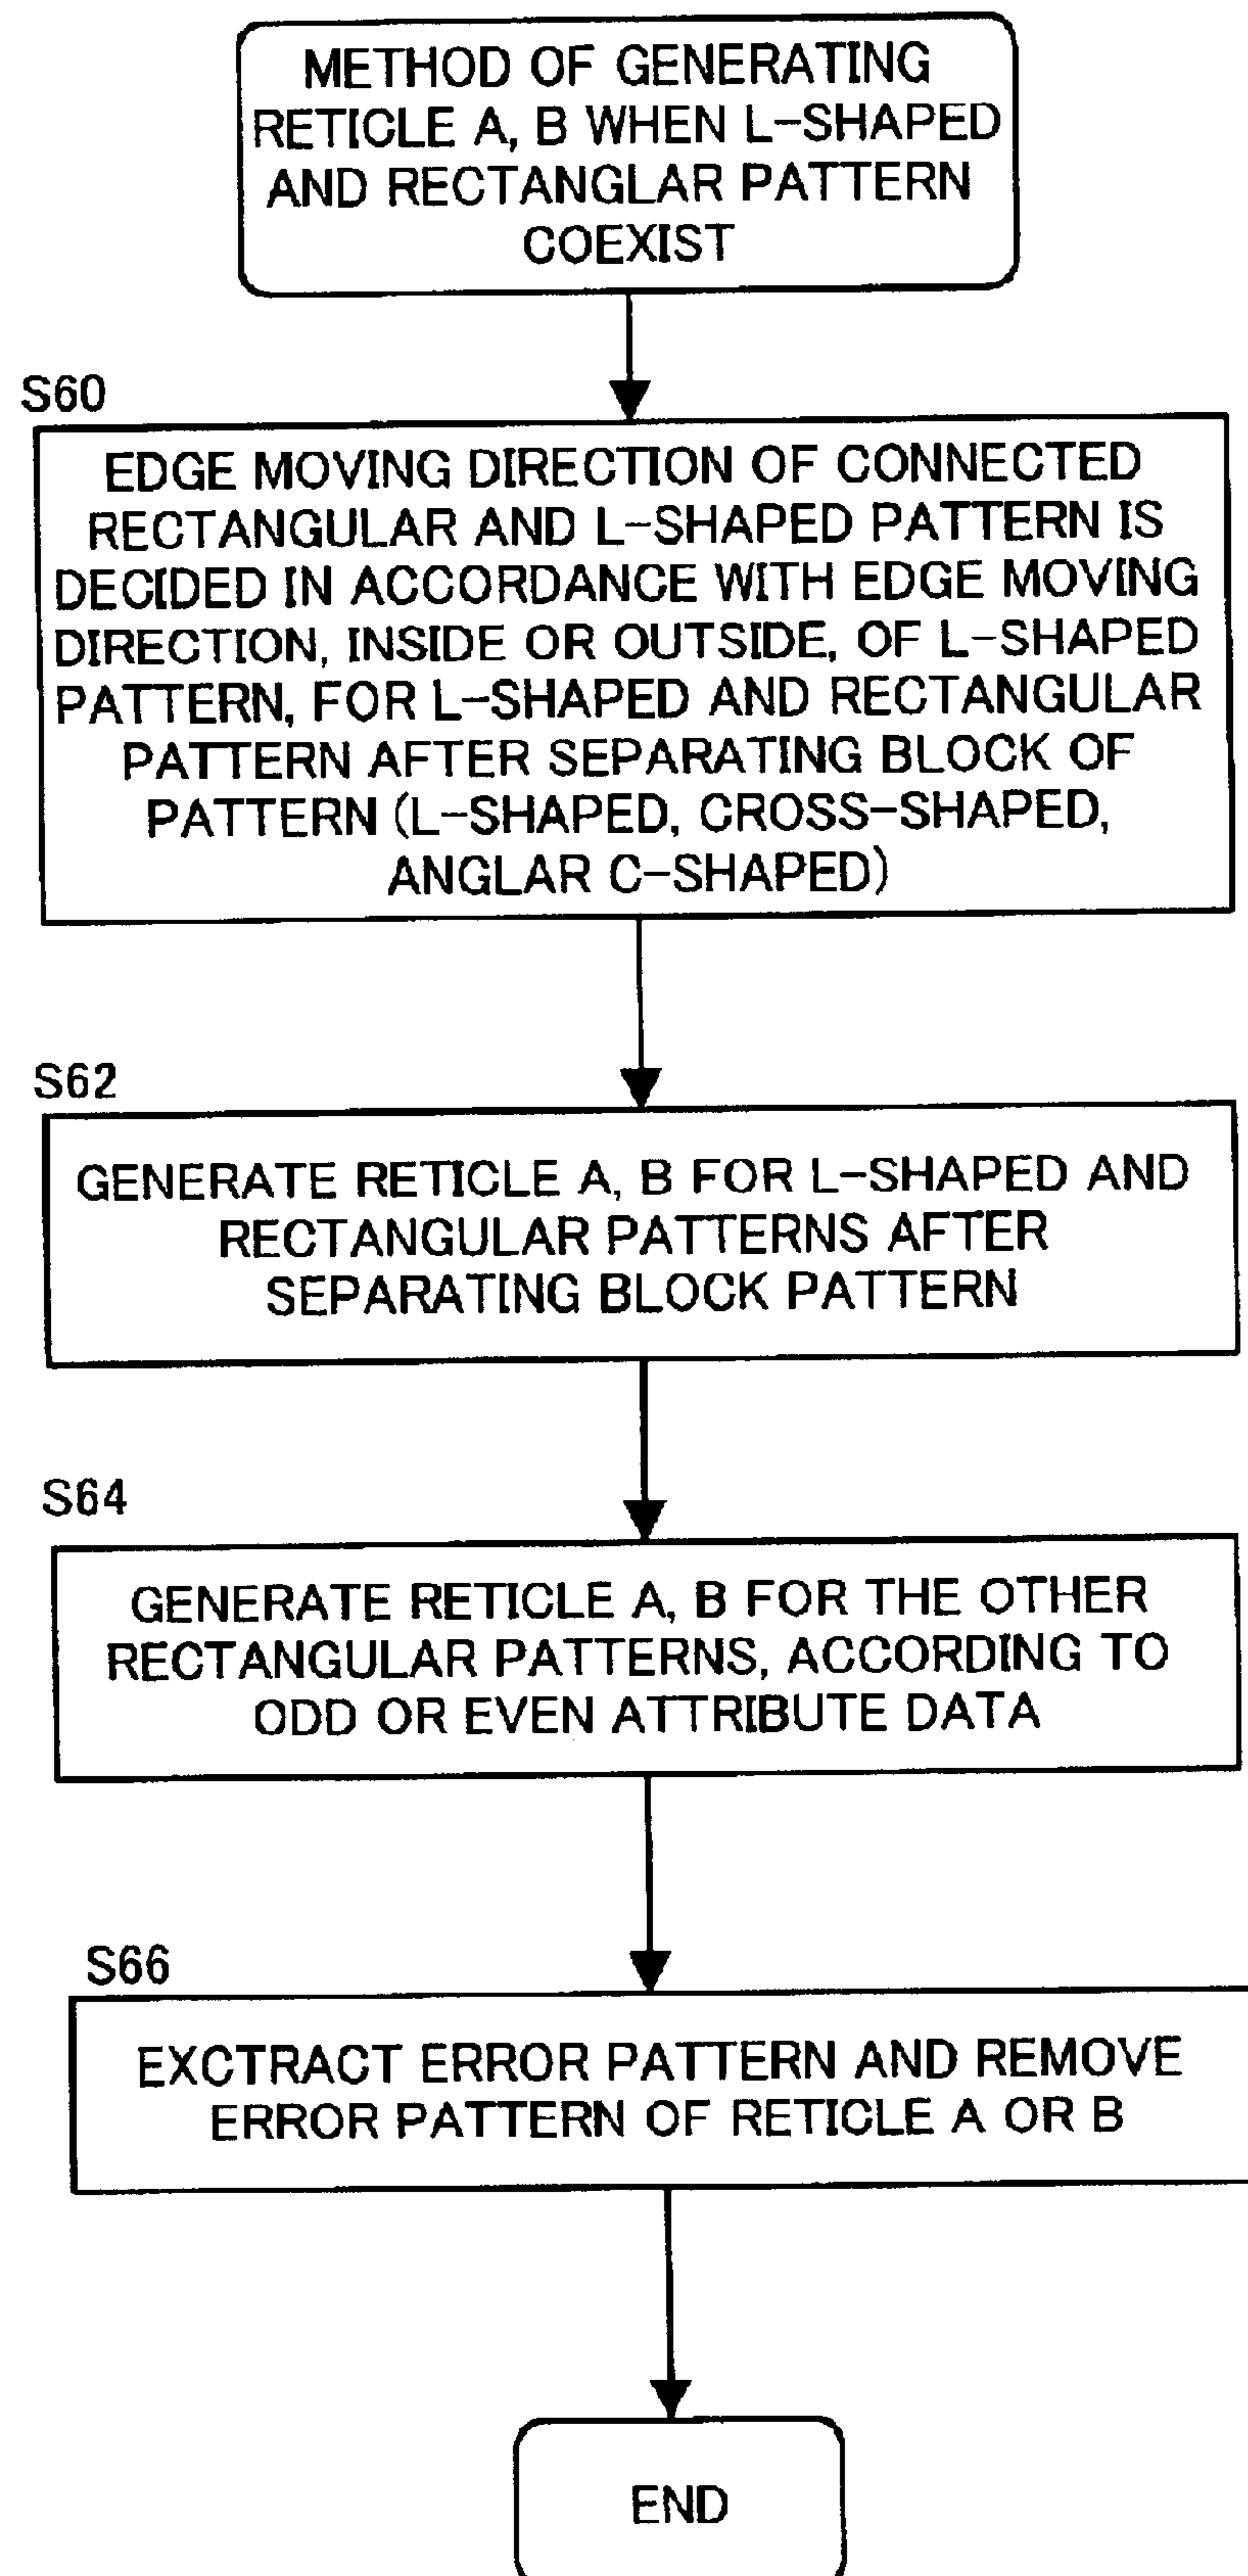 METHOD OF GENERATING
RETICLE A, B WHEN L-SHAPED
AND RECTANGLAR PATTERN
COEXIST
S60
EDGE MOVING DIRECTION OF CONNECTED
RECTANGULAR AND L-SHAPED PATTERN IS
DECIDED IN ACCORDANCE WITH EDGE MOVING
DIRECTION, INSIDE OR OUTSIDE, OF L-SHAPED
PATTERN, FOR L-SHAPED AND RECTANGULAR
PATTERN AFTER SEPARATING BLOCK OF
PATTERN (L-SHAPED, CROSS-SHAPED,
ANGLAR C-SHAPED)
S62
GENERATE RETICLE A, B FOR L-SHAPED AND
RECTANGULAR PATTERNS AFTER
SEPARATING BLOCK PATTERN
S64
GENERATE RETICLE A, B FOR THE OTHER
RECTANGULAR PATTERNS, ACCORDING TO
ODD OR EVEN ATTRIBUTE DATA
S66
EXCTRACT ERROR PATTERN AND REMOVE
ERROR PATTERN OF RETICLE A OR B
END